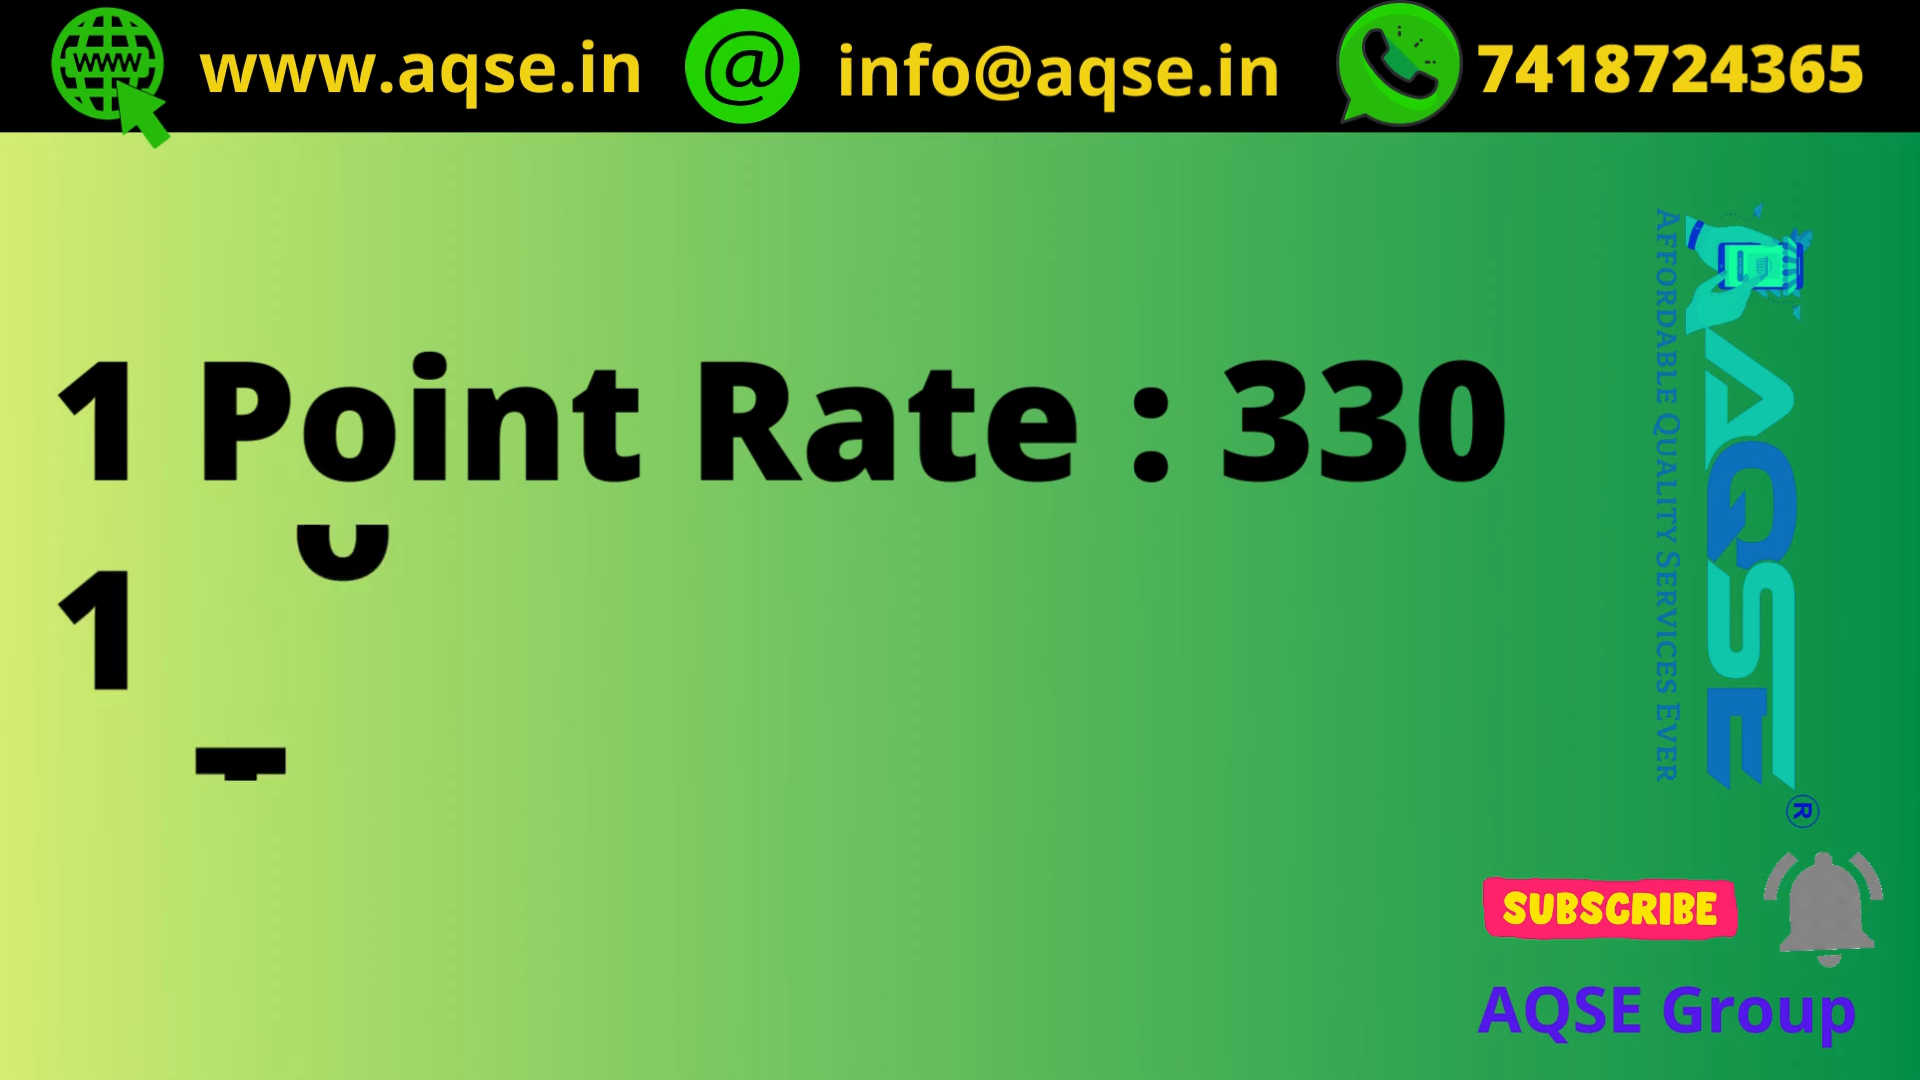 www.aqse.in
info@aqse.in
7418724365
1 Point Rate : 330
1
AFFORDABLE QUALITY SERVICES EVER
AQSE
®
SUBSCRIBE
AQSE Group